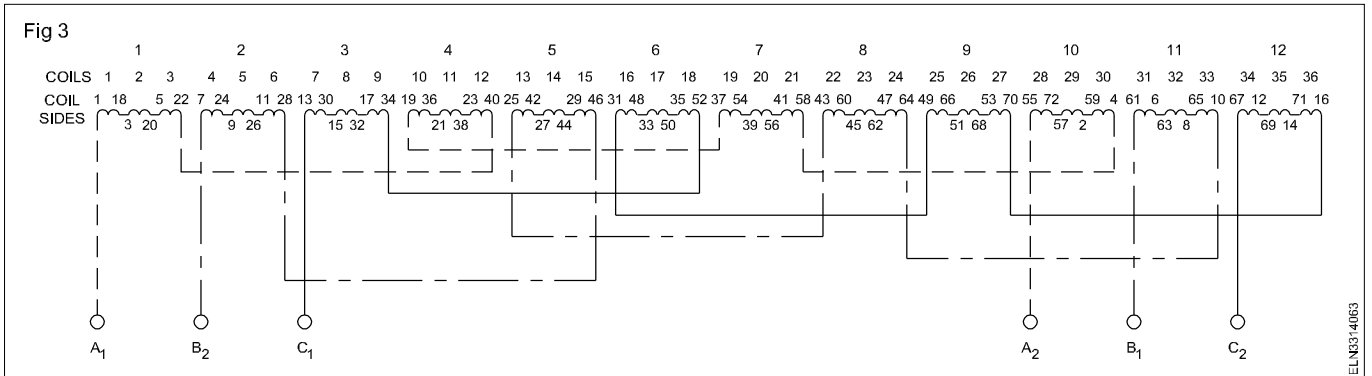 Fig 3
1 2 3 4 5 6 7 8 9 10 11 12
COILS 1 2 3 4 5 6 7 8 9 10 11 12 13 14 15 16 17 18 19 20 21 22 23 24 25 26 27 28 29 30 31 32 33 34 35 36
COIL 1 18 5 22 7 24 11 28 13 30 17 34 19 36 23 40 25 42 29 46 31 48 35 52 37 54 41 58 43 60 47 64 49 66 53 70 55 72 59 4 61 6 65 10 67 12 71 16
SIDES 3 20 9 26 15 32 21 38 27 44 33 50 39 56 45 62 51 68 57 2 63 8 69 14
A1 B2 C1 A2 B1 C2
ELN3314063